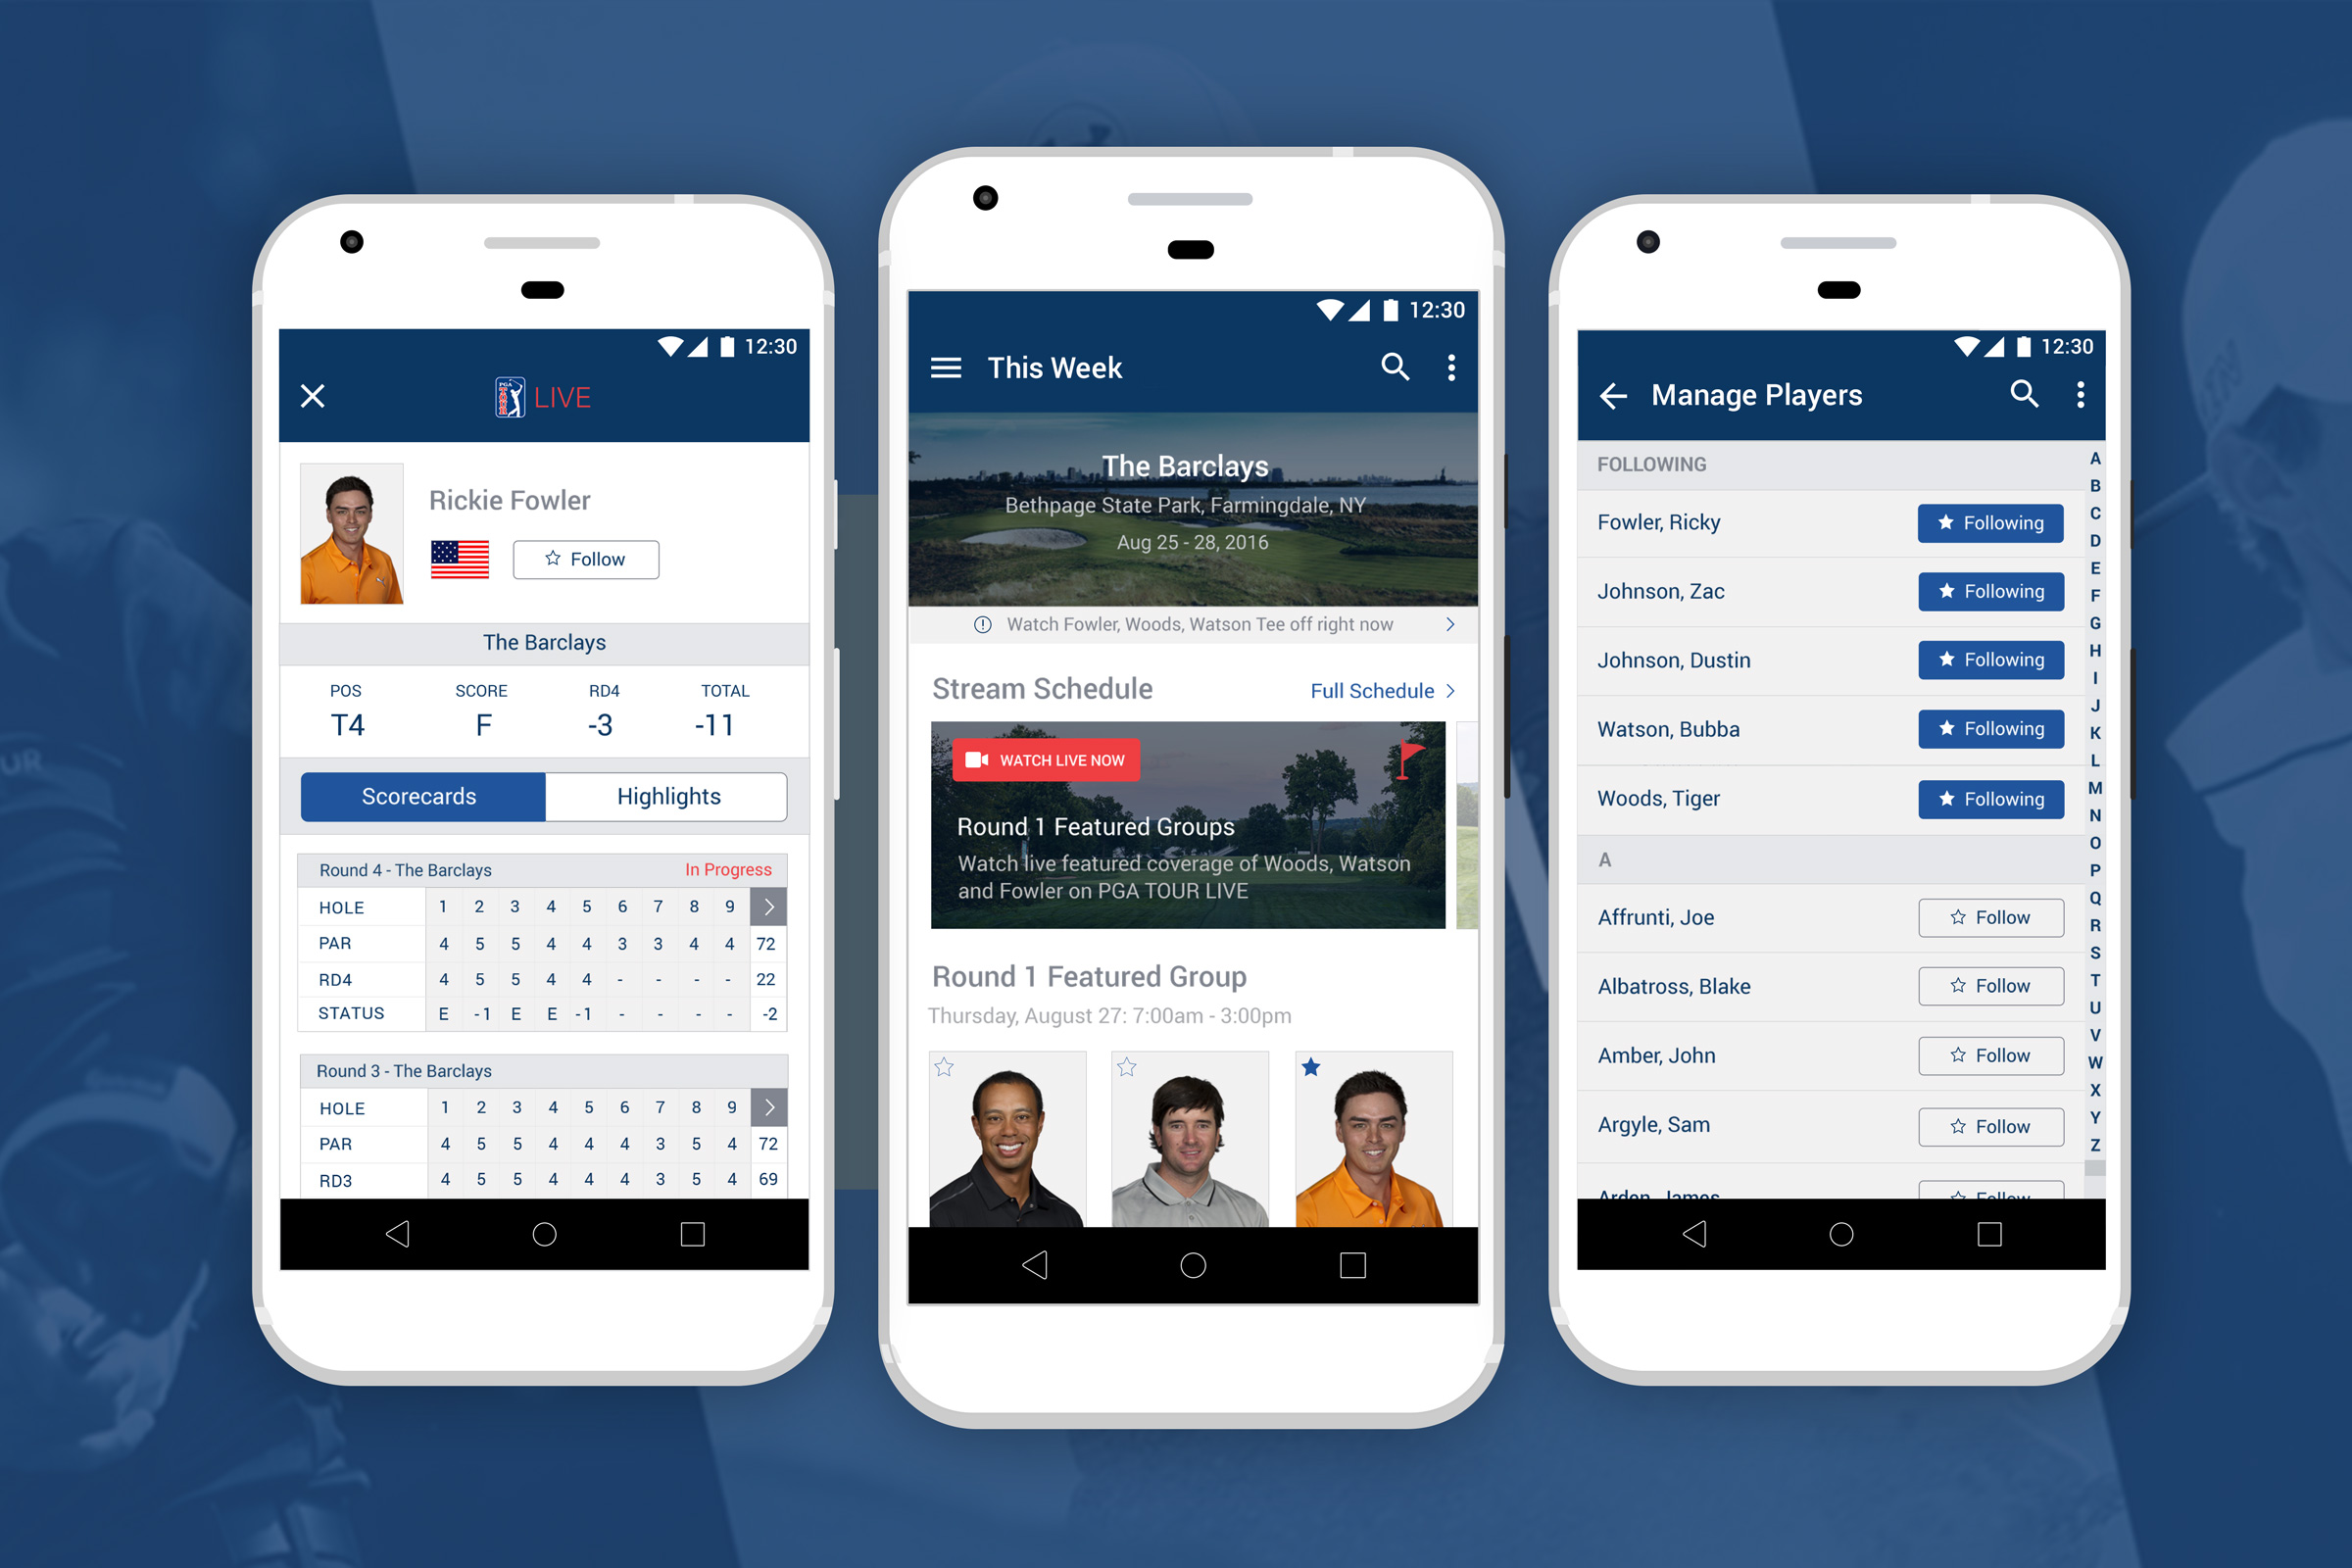 12:30
PGA TOUR LIVE
Rickie Fowler
Follow
The Barclays
POS SCORE RD4 TOTAL
T4 F -3 -11
Scorecards Highlights
Round 4 - The Barclays In Progress
HOLE 1 2 3 4 5 6 7 8 9
PAR 4 5 5 4 4 3 3 4 4 72
RD4 4 5 5 4 4 - - - - 22
STATUS E -1 E E -1 - - - - -2
Round 3 - The Barclays
HOLE 1 2 3 4 5 6 7 8 9
PAR 4 5 5 4 4 4 3 5 4 72
RD3 4 5 5 4 4 4 3 5 4 69
12:30
This Week
The Barclays
Bethpage State Park, Farmingdale, NY
Aug 25 - 28, 2016
Watch Fowler, Woods, Watson Tee off right now
Stream Schedule Full Schedule
WATCH LIVE NOW
Round 1 Featured Groups
Watch live featured coverage of Woods, Watson
and Fowler on PGA TOUR LIVE
Round 1 Featured Group
Thursday, August 27: 7:00am - 3:00pm
12:30
Manage Players
FOLLOWING
Fowler, Ricky Following
Johnson, Zac Following
Johnson, Dustin Following
Watson, Bubba Following
Woods, Tiger Following
A
Affrunti, Joe Follow
Albatross, Blake Follow
Amber, John Follow
Argyle, Sam Follow
Arden, James Follow
A
B
C
D
E
F
G
H
I
J
K
L
M
N
O
P
Q
R
S
T
U
V
W
X
Y
Z
UR